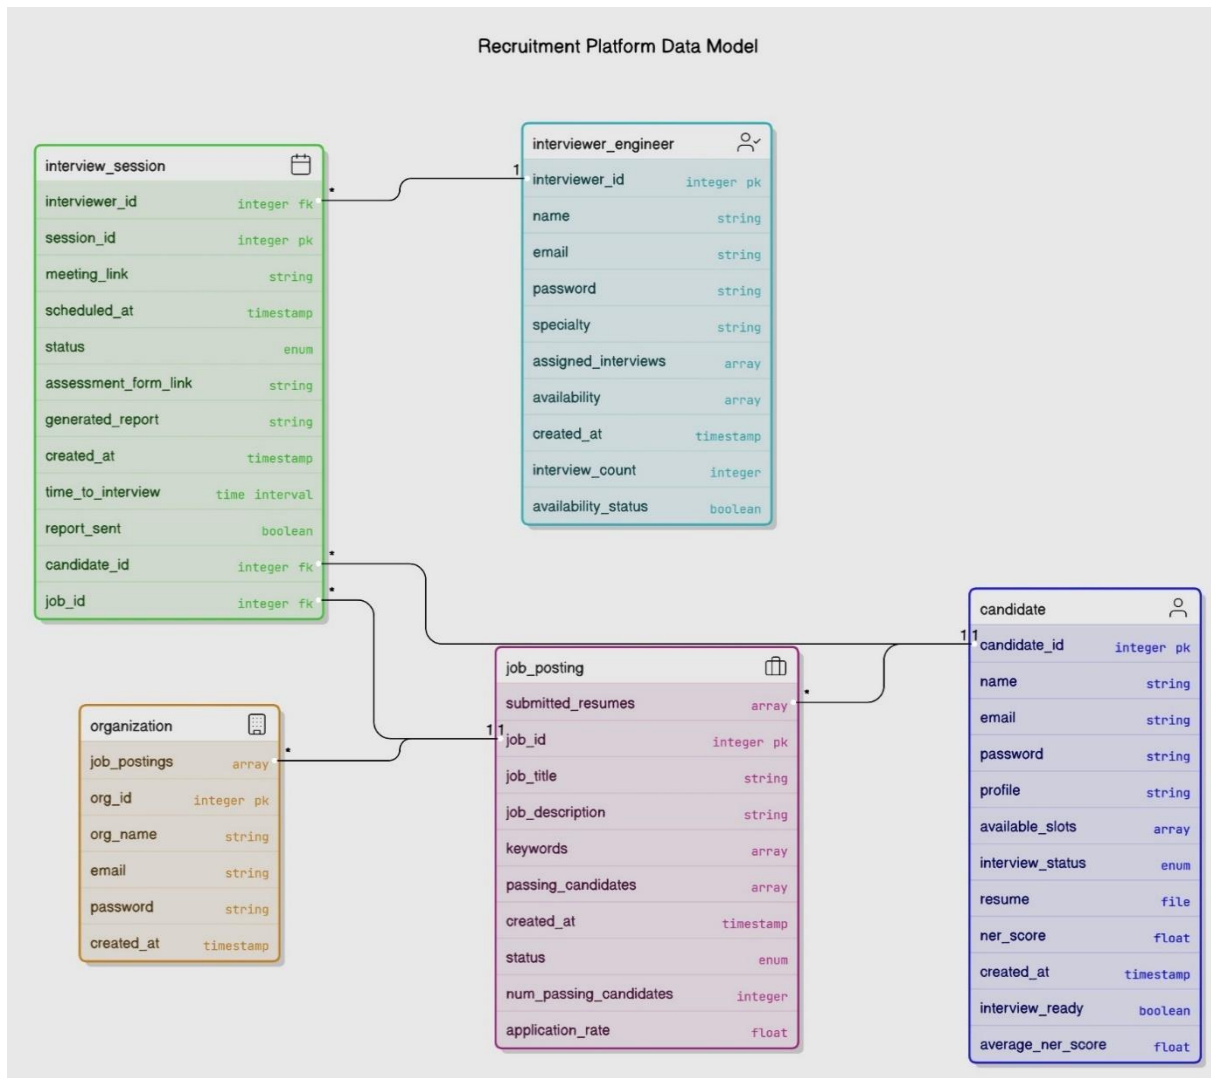 Recruitment Platform Data Model
interview_session
interviewer_id integer fk *
session_id integer pk
meeting_link string
scheduled_at timestamp
status enum
assessment_form_link string
generated_report string
created_at timestamp
time_to_interview time interval
report_sent boolean
candidate_id integer fk *
job_id integer fk *
interviewer_engineer
1 interviewer_id integer pk
name string
email string
password string
specialty string
assigned_interviews array
availability array
created_at timestamp
interview_count integer
availability_status boolean
organization
job_postings array *
org_id integer pk
org_name string
email string
password string
created_at timestamp
job_posting
submitted_resumes array *
1 1 job_id integer pk
job_title string
job_description string
keywords array
passing_candidates array
created_at timestamp
status enum
num_passing_candidates integer
application_rate float
candidate
1 1 candidate_id integer pk
name string
email string
password string
profile string
available_slots array
interview_status enum
resume file
ner_score float
created_at timestamp
interview_ready boolean
average_ner_score float